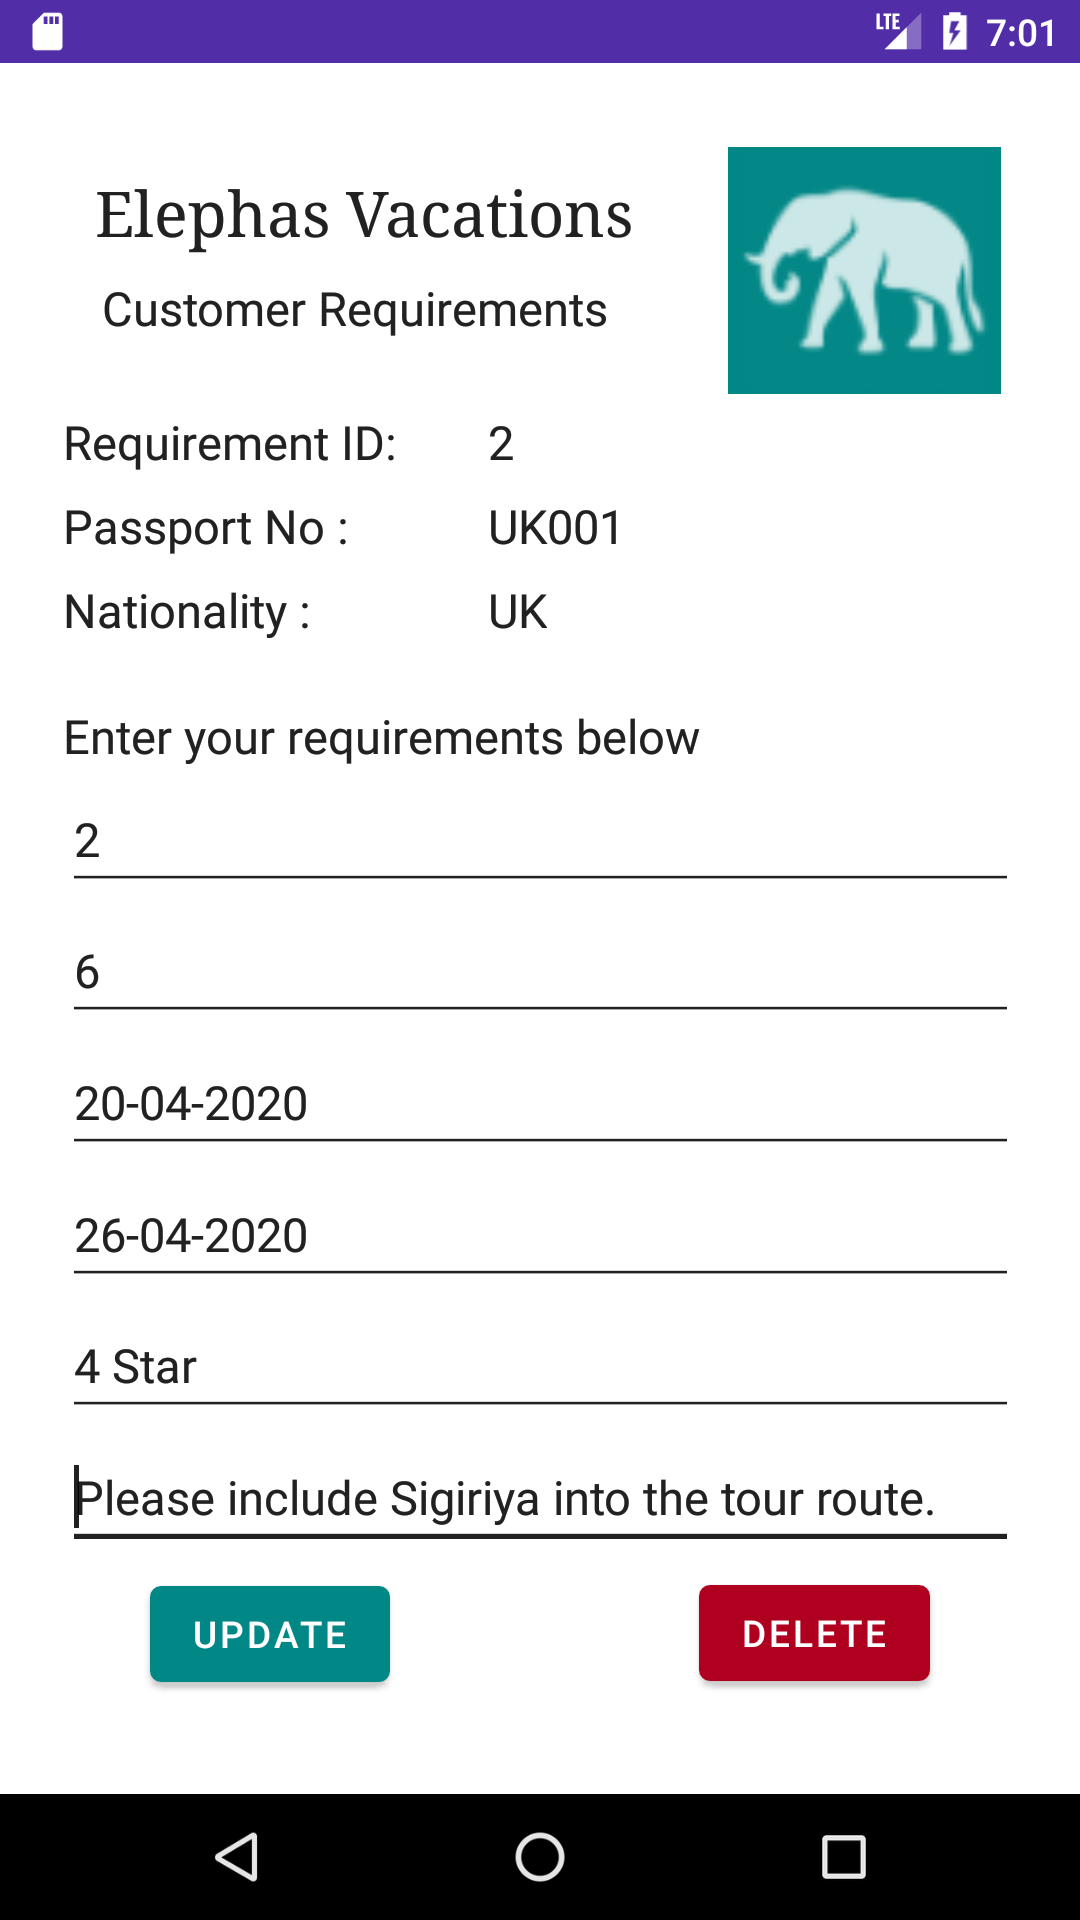 LTE 7:01
Elephas Vacations
Customer Requirements
Requirement ID: 2
Passport No : UK001
Nationality : UK
Enter your requirements below
2
6
20-04-2020
26-04-2020
4 Star
Please include Sigiriya into the tour route.
UPDATE DELETE